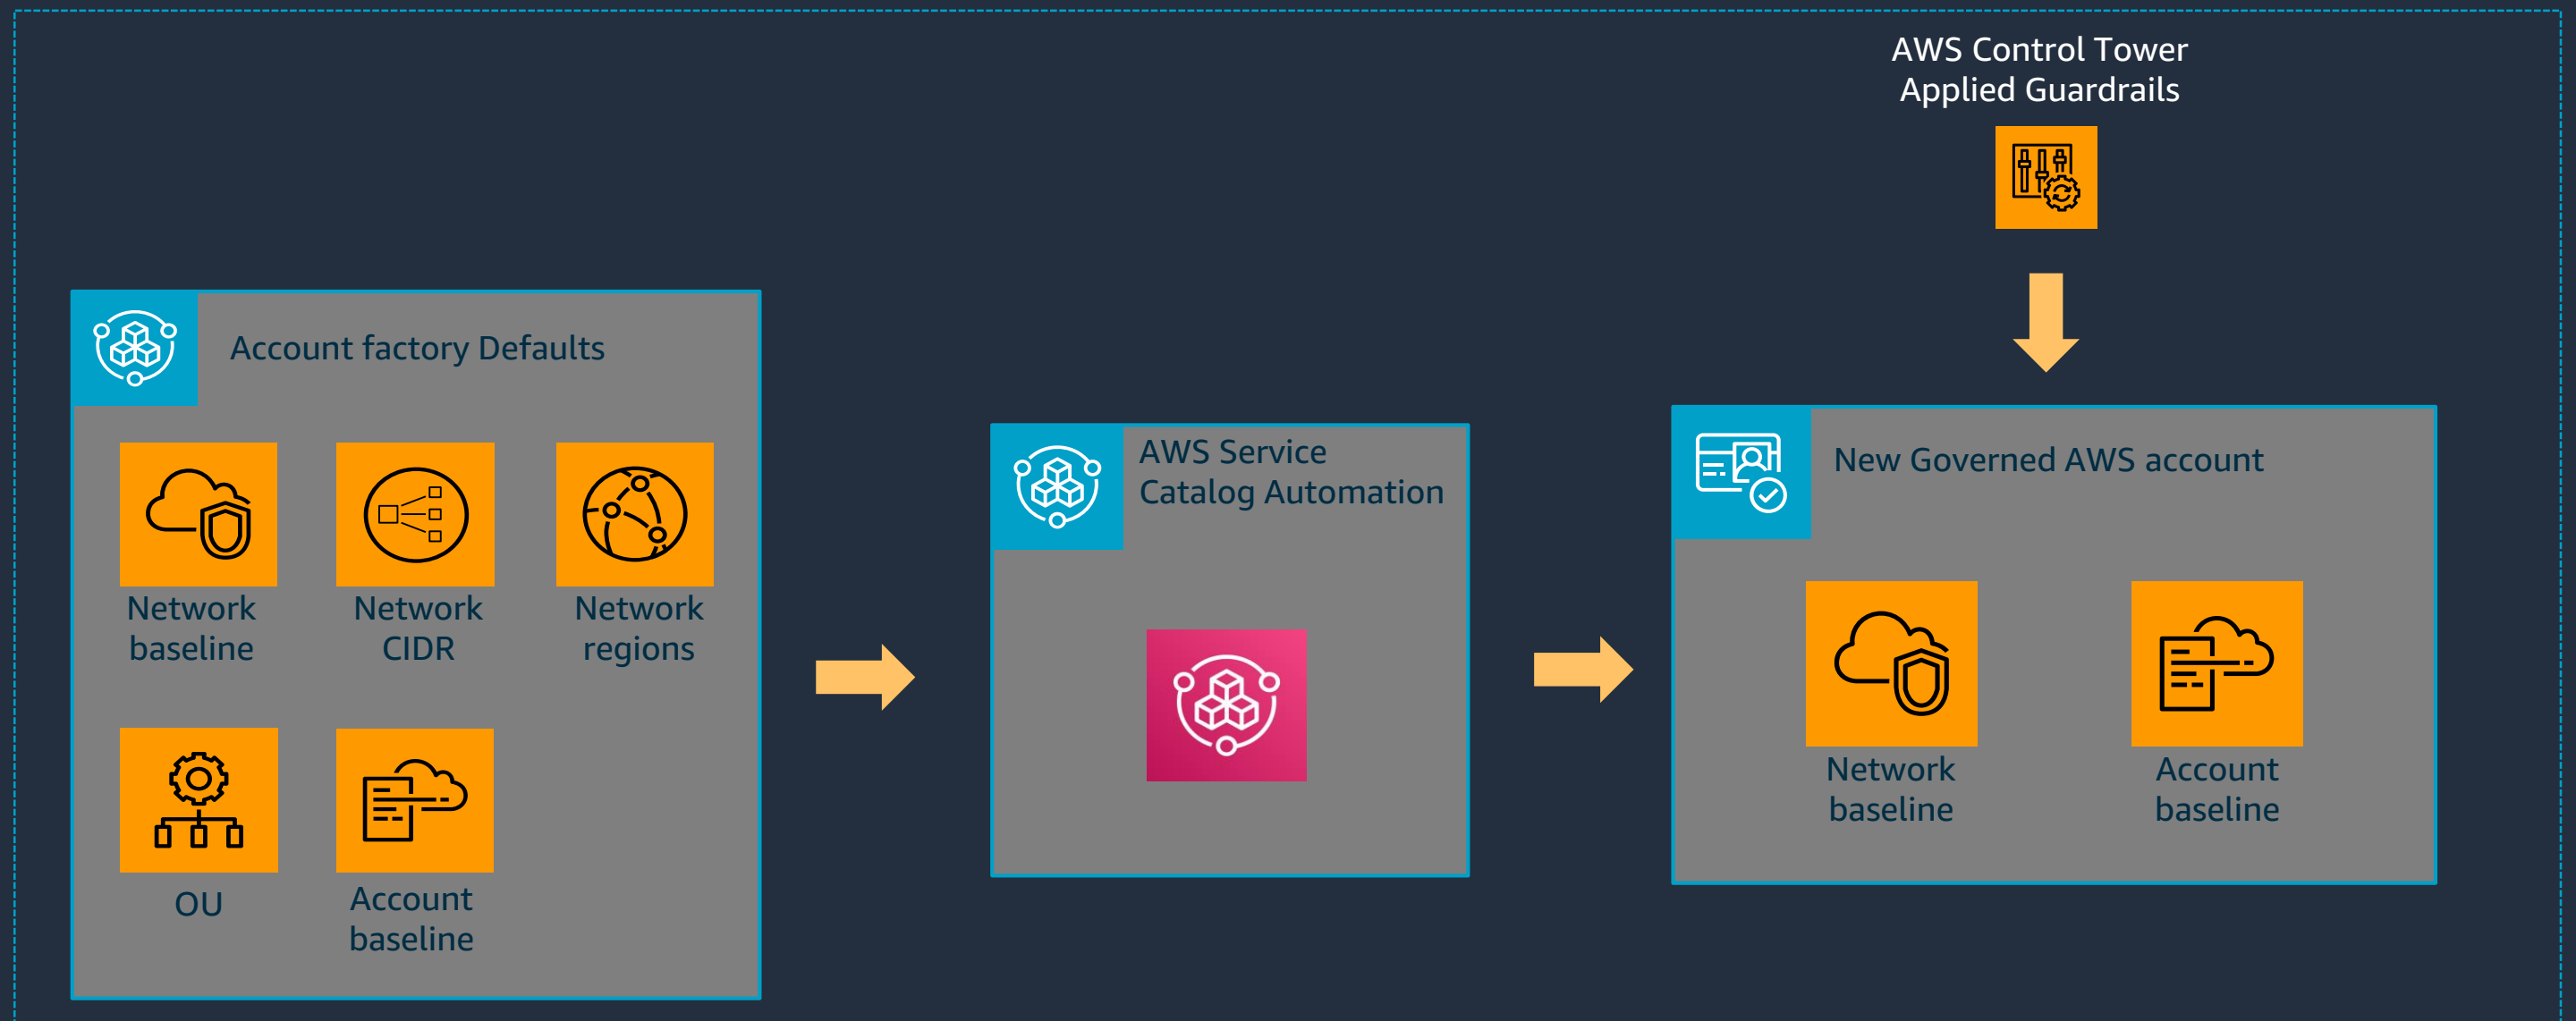 AWS Control Tower
Applied Guardrails
Account factory Defaults
Network
baseline
Network
CIDR
Network
regions
OU
Account
baseline
AWS Service
Catalog Automation
New Governed AWS account
Network
baseline
Account
baseline